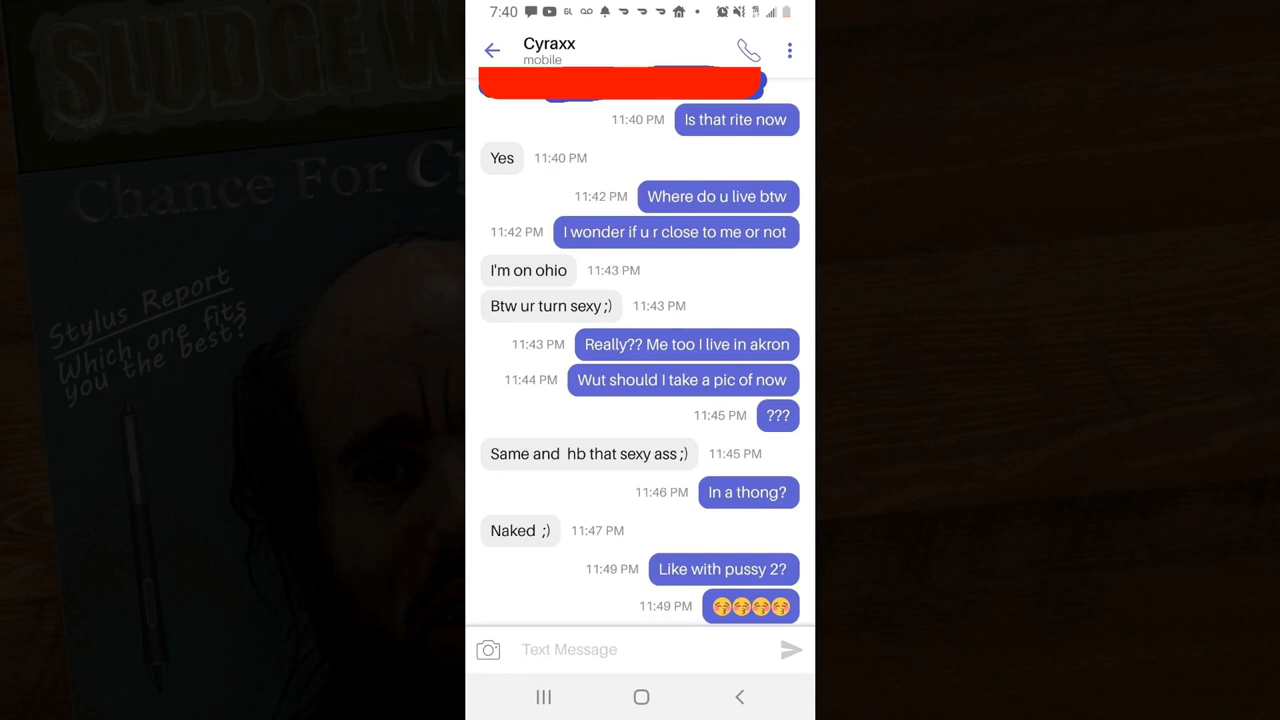 SLUDGE W
Chance For Cy
Stylus Report
Which one fits
you the best?
7:40
Cyraxx
mobile
11:40 PM Is that rite now
Yes 11:40 PM
11:42 PM Where do u live btw
11:42 PM I wonder if u r close to me or not
I'm on ohio 11:43 PM
Btw ur turn sexy ;) 11:43 PM
11:43 PM Really?? Me too I live in akron
11:44 PM Wut should I take a pic of now
11:45 PM ???
Same and hb that sexy ass ;) 11:45 PM
11:46 PM In a thong?
Naked ;) 11:47 PM
11:49 PM Like with pussy 2?
11:49 PM 😚😚😚😚
Text Message